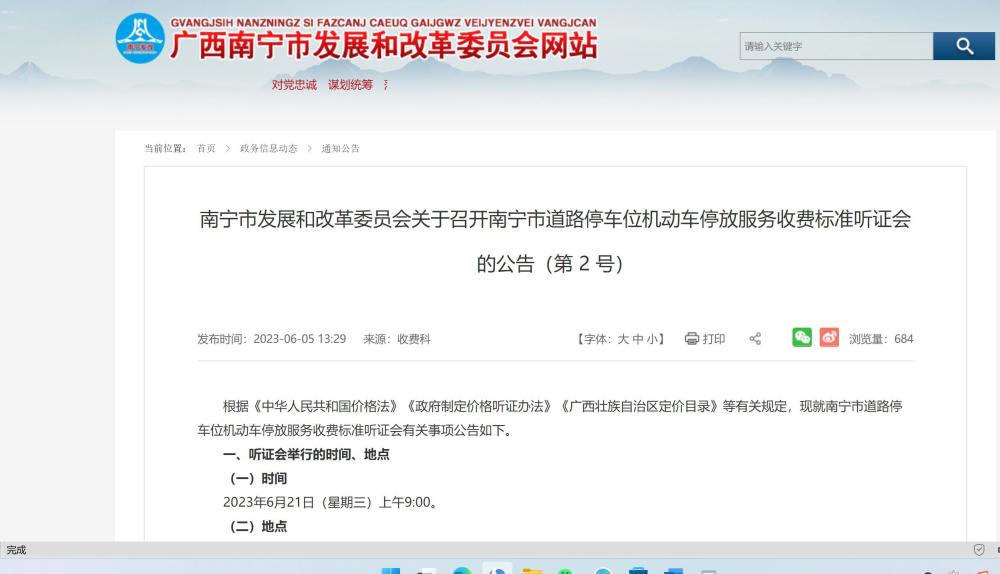 GVANGJSIH NANZNINGZ SI FAZCANJ CAEUQ GAIJGWZ VEIJYENZVEI VANGJCAN
广西南宁市发展和改革委员会网站
南宁发改
请输入关键字
对党忠诚 谋划统筹
当前位置： 首页 > 政务信息动态 > 通知公告
南宁市发展和改革委员会关于召开南宁市道路停车位机动车停放服务收费标准听证会
的公告（第 2 号）
发布时间：2023-06-05 13:29 来源：收费科 【字体：大 中 小】 打印 浏览量：684
根据《中华人民共和国价格法》《政府制定价格听证办法》《广西壮族自治区定价目录》等有关规定，现就南宁市道路停
车位机动车停放服务收费标准听证会有关事项公告如下。
一、听证会举行的时间、地点
（一）时间
2023年6月21日（星期三）上午9:00。
（二）地点
完成